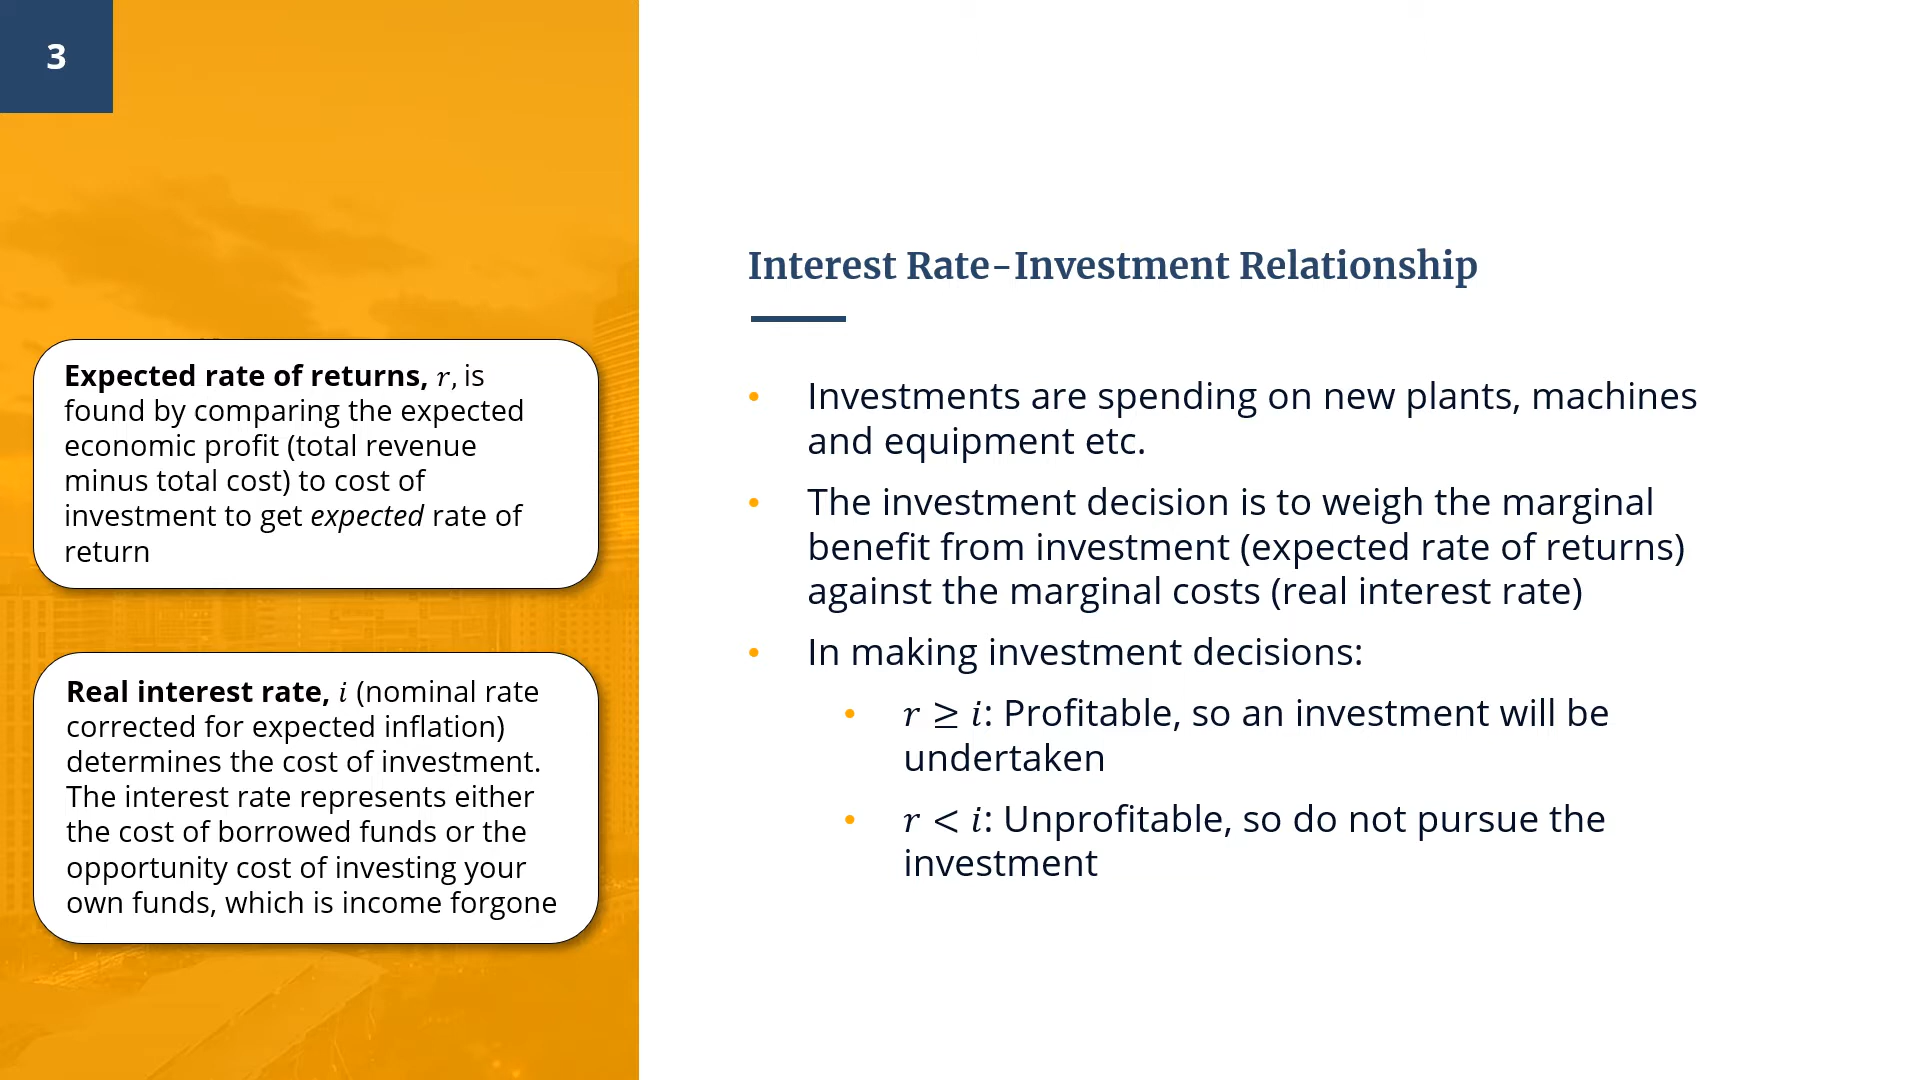 3
Expected rate of returns, r, is
found by comparing the expected
economic profit (total revenue
minus total cost) to cost of
investment to get expected rate of
return
Real interest rate, i (nominal rate
corrected for expected inflation)
determines the cost of investment.
The interest rate represents either
the cost of borrowed funds or the
opportunity cost of investing your
own funds, which is income forgone
Interest Rate–Investment Relationship
• Investments are spending on new plants, machines
and equipment etc.
• The investment decision is to weigh the marginal
benefit from investment (expected rate of returns)
against the marginal costs (real interest rate)
• In making investment decisions:
• r ≥ i: Profitable, so an investment will be
undertaken
• r < i: Unprofitable, so do not pursue the
investment